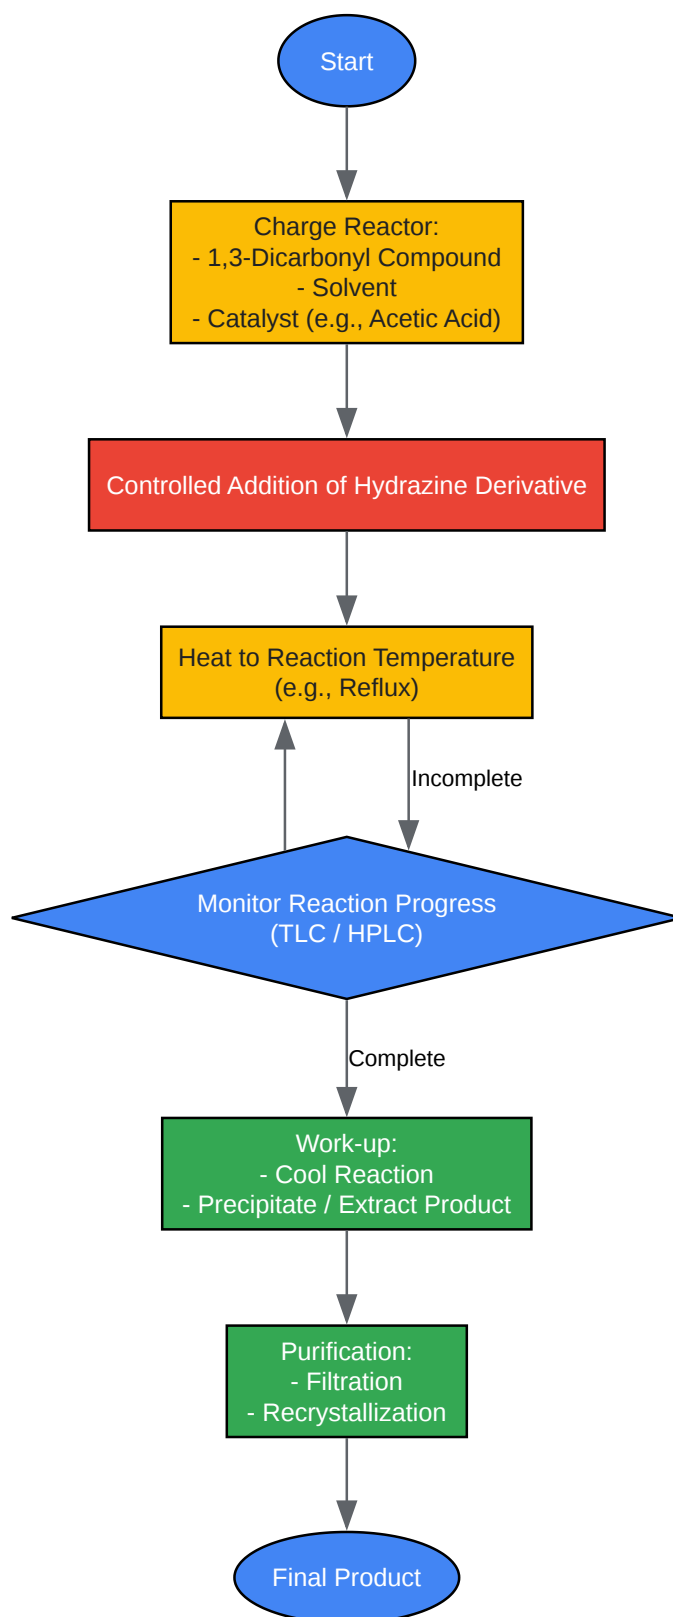 Start
Charge Reactor:
- 1,3-Dicarbonyl Compound
- Solvent
- Catalyst (e.g., Acetic Acid)
Controlled Addition of Hydrazine Derivative
Heat to Reaction Temperature
(e.g., Reflux)
Incomplete
Monitor Reaction Progress
(TLC / HPLC)
Complete
Work-up:
- Cool Reaction
- Precipitate / Extract Product
Purification:
- Filtration
- Recrystallization
Final Product